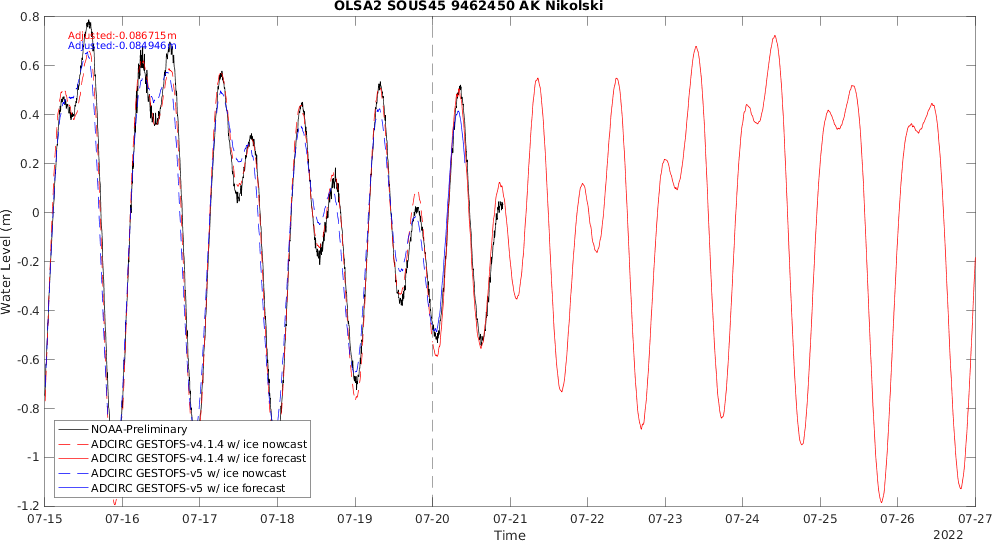 OLSA2 SOUS45 9462450 AK Nikolski
0.8
Adjusted:-0.086715m
Adjusted:-0.084946m
0.6
0.4
0.2
0
-0.2
-0.4
-0.6
-0.8
-1
-1.2
Water Level (m)
NOAA-Preliminary
ADCIRC GESTOFS-v4.1.4 w/ ice nowcast
ADCIRC GESTOFS-v4.1.4 w/ ice forecast
ADCIRC GESTOFS-v5 w/ ice nowcast
ADCIRC GESTOFS-v5 w/ ice forecast
07-15 07-16 07-17 07-18 07-19 07-20 07-21 07-22 07-23 07-24 07-25 07-26 07-27
Time
2022